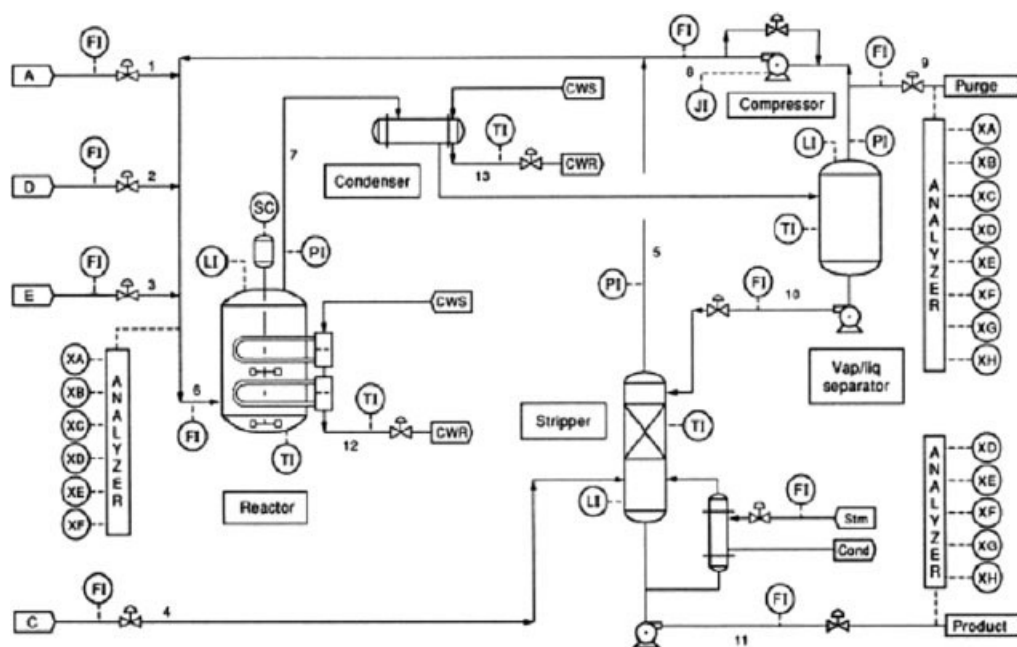 FI
8
FI
FI
9
A
1
JI
Compressor
Purge
CWS
TI
CWR
13
7
Condenser
LI
PI
XA
XB
XC
XD
XE
XF
XG
XH
ANALYZER
FI
D
2
SC
TI
LI
PI
5
FI
E
3
CWS
PI
FI
10
Vap/liq
separator
XA
XB
XC
XD
XE
XF
ANALYZER
6
FI
TI
12
CWR
TI
Reactor
Stripper
TI
LI
FI
Stm
Cond
XD
XE
XF
XG
XH
ANALYZER
FI
C
4
FI
11
Product